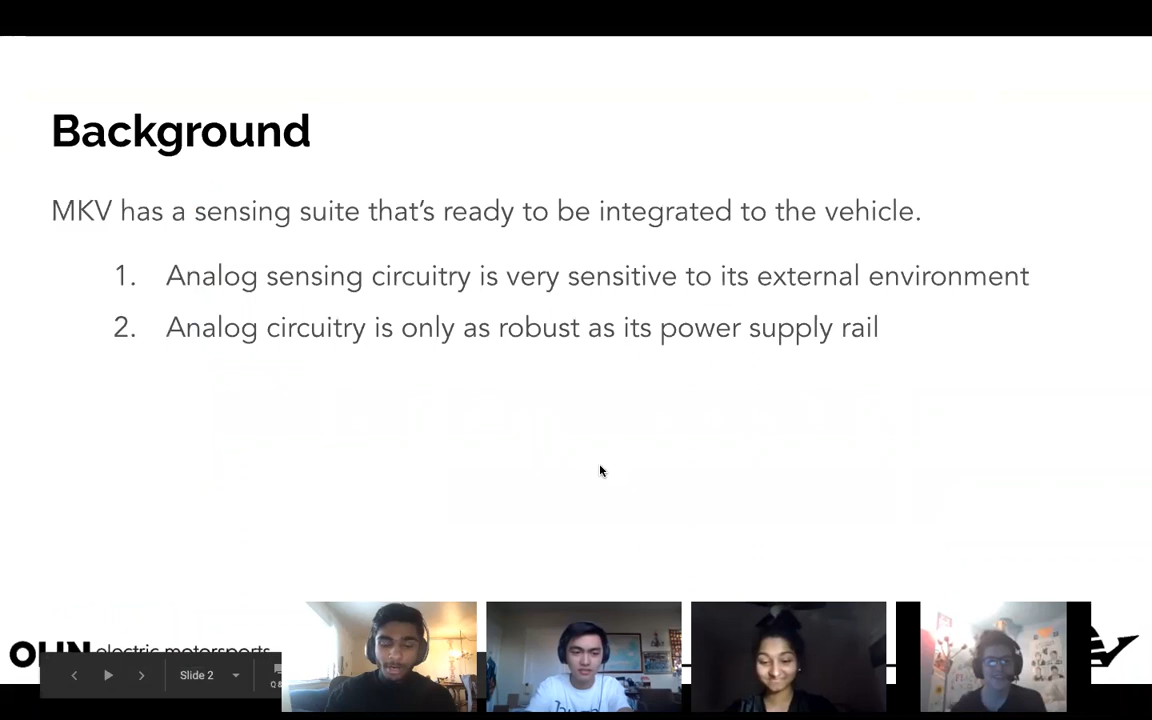 Background
MKV has a sensing suite that's ready to be integrated to the vehicle.
1. Analog sensing circuitry is very sensitive to its external environment
2. Analog circuitry is only as robust as its power supply rail
electric motorsports
Slide 2